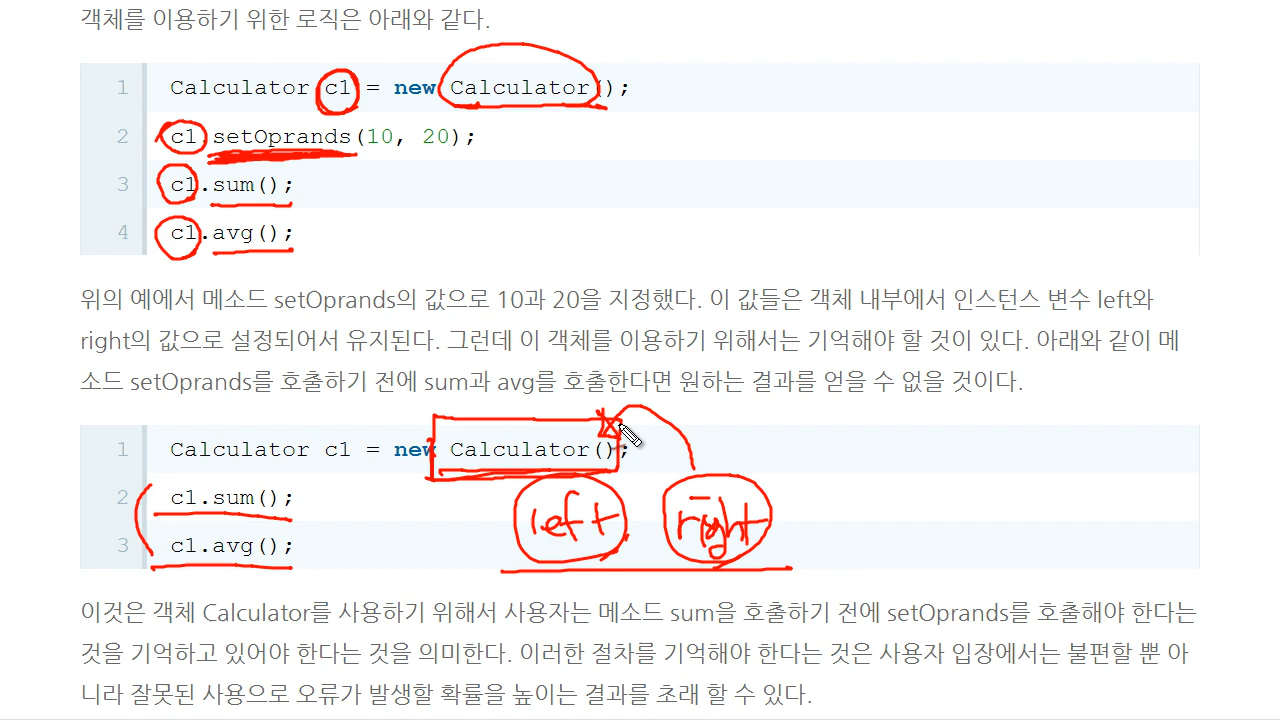 객체를 이용하기 위한 로직은 아래와 같다.
1 Calculator c1 = new Calculator();
2 c1.setOprands(10, 20);
3 c1.sum();
4 c1.avg();
위의 예에서 메소드 setOprands의 값으로 10과 20을 지정했다. 이 값들은 객체 내부에서 인스턴스 변수 left와
right의 값으로 설정되어서 유지된다. 그런데 이 객체를 이용하기 위해서는 기억해야 할 것이 있다. 아래와 같이 메
소드 setOprands를 호출하기 전에 sum과 avg를 호출한다면 원하는 결과를 얻을 수 없을 것이다.
1 Calculator c1 = new Calculator();
2 c1.sum();
left right
3 c1.avg();
이것은 객체 Calculator를 사용하기 위해서 사용자는 메소드 sum을 호출하기 전에 setOprands를 호출해야 한다는
것을 기억하고 있어야 한다는 것을 의미한다. 이러한 절차를 기억해야 한다는 것은 사용자 입장에서는 불편할 뿐 아
니라 잘못된 사용으로 오류가 발생할 확률을 높이는 결과를 초래 할 수 있다.